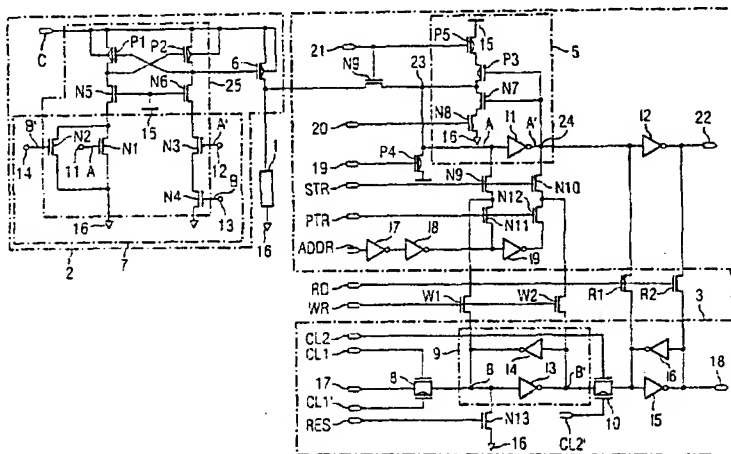 C
P1
P2
6
N5
N6
25
15
A'
B'
N2
N1
A
N3
14
11
12
N4
B
13
16
16
1
16
2
7
21
P5
15
5
N9
23
P3
N7
N8
20
16
A
I1
A'
24
I2
22
19
P4
STR
N9
N10
PTR
N12
N11
ADDR
I7
I8
I9
RD
WR
W1
W2
R1
R2
3
CL2
CL1
9
I4
I6
17
8
B
I3
B'
10
I5
18
CL1'
RES
N13
16
CL2'